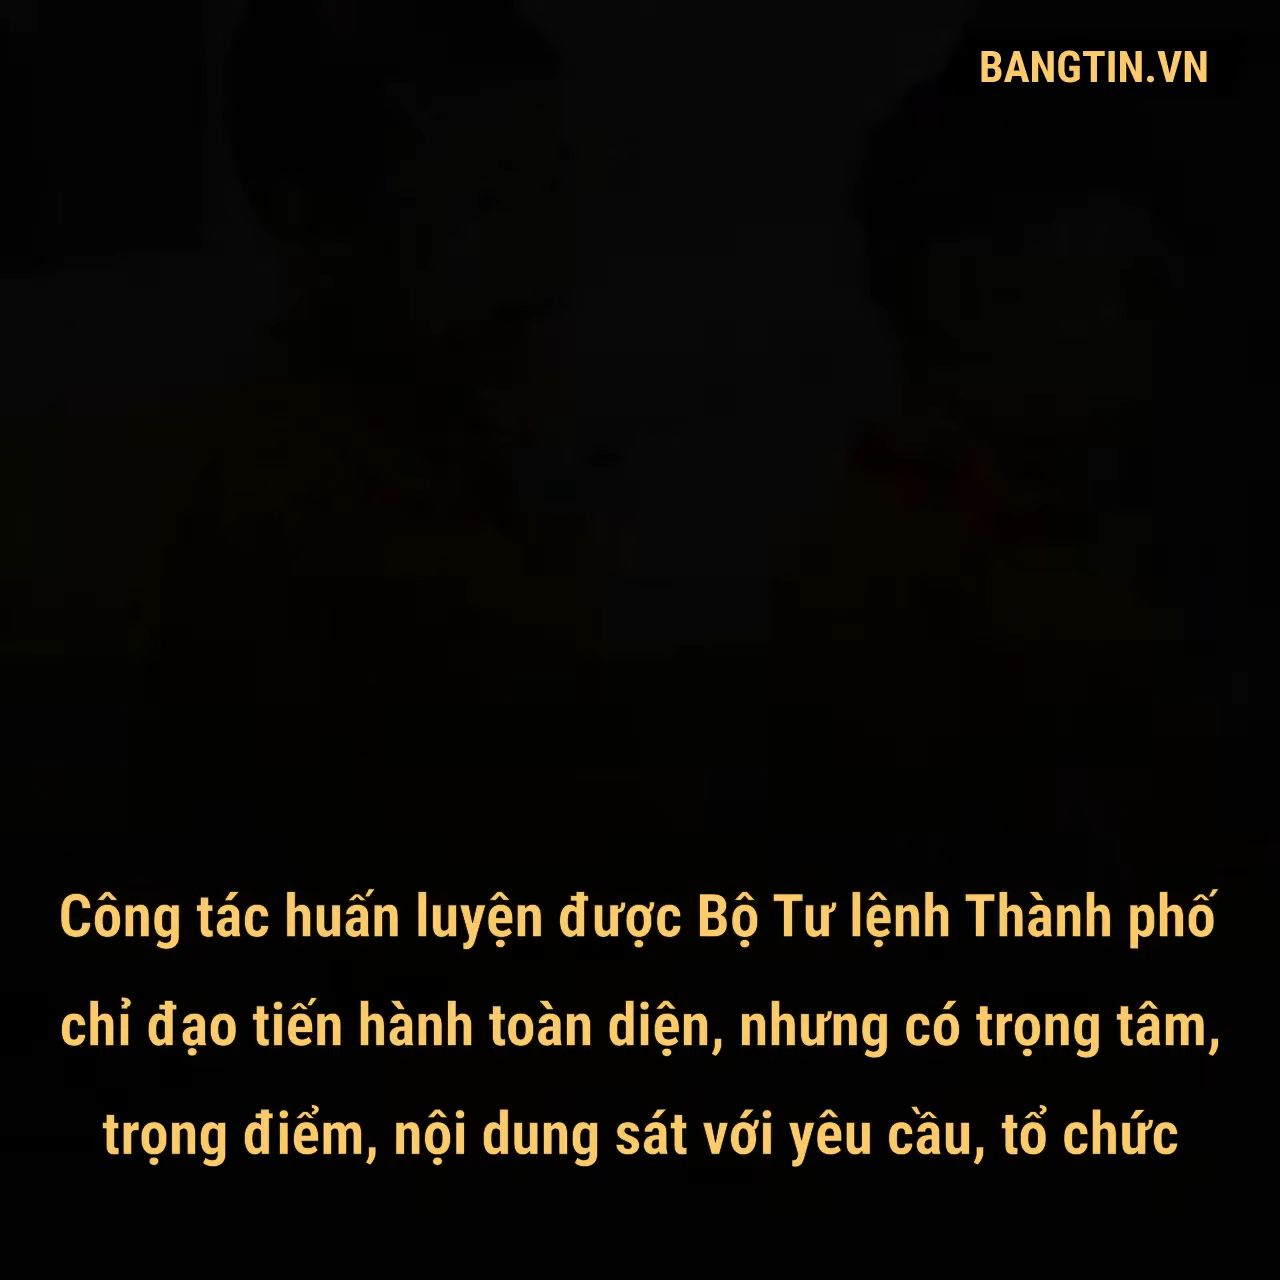 BANGTIN.VN
Công tác huấn luyện được Bộ Tư lệnh Thành phố
chỉ đạo tiến hành toàn diện, nhưng có trọng tâm,
trọng điểm, nội dung sát với yêu cầu, tổ chức